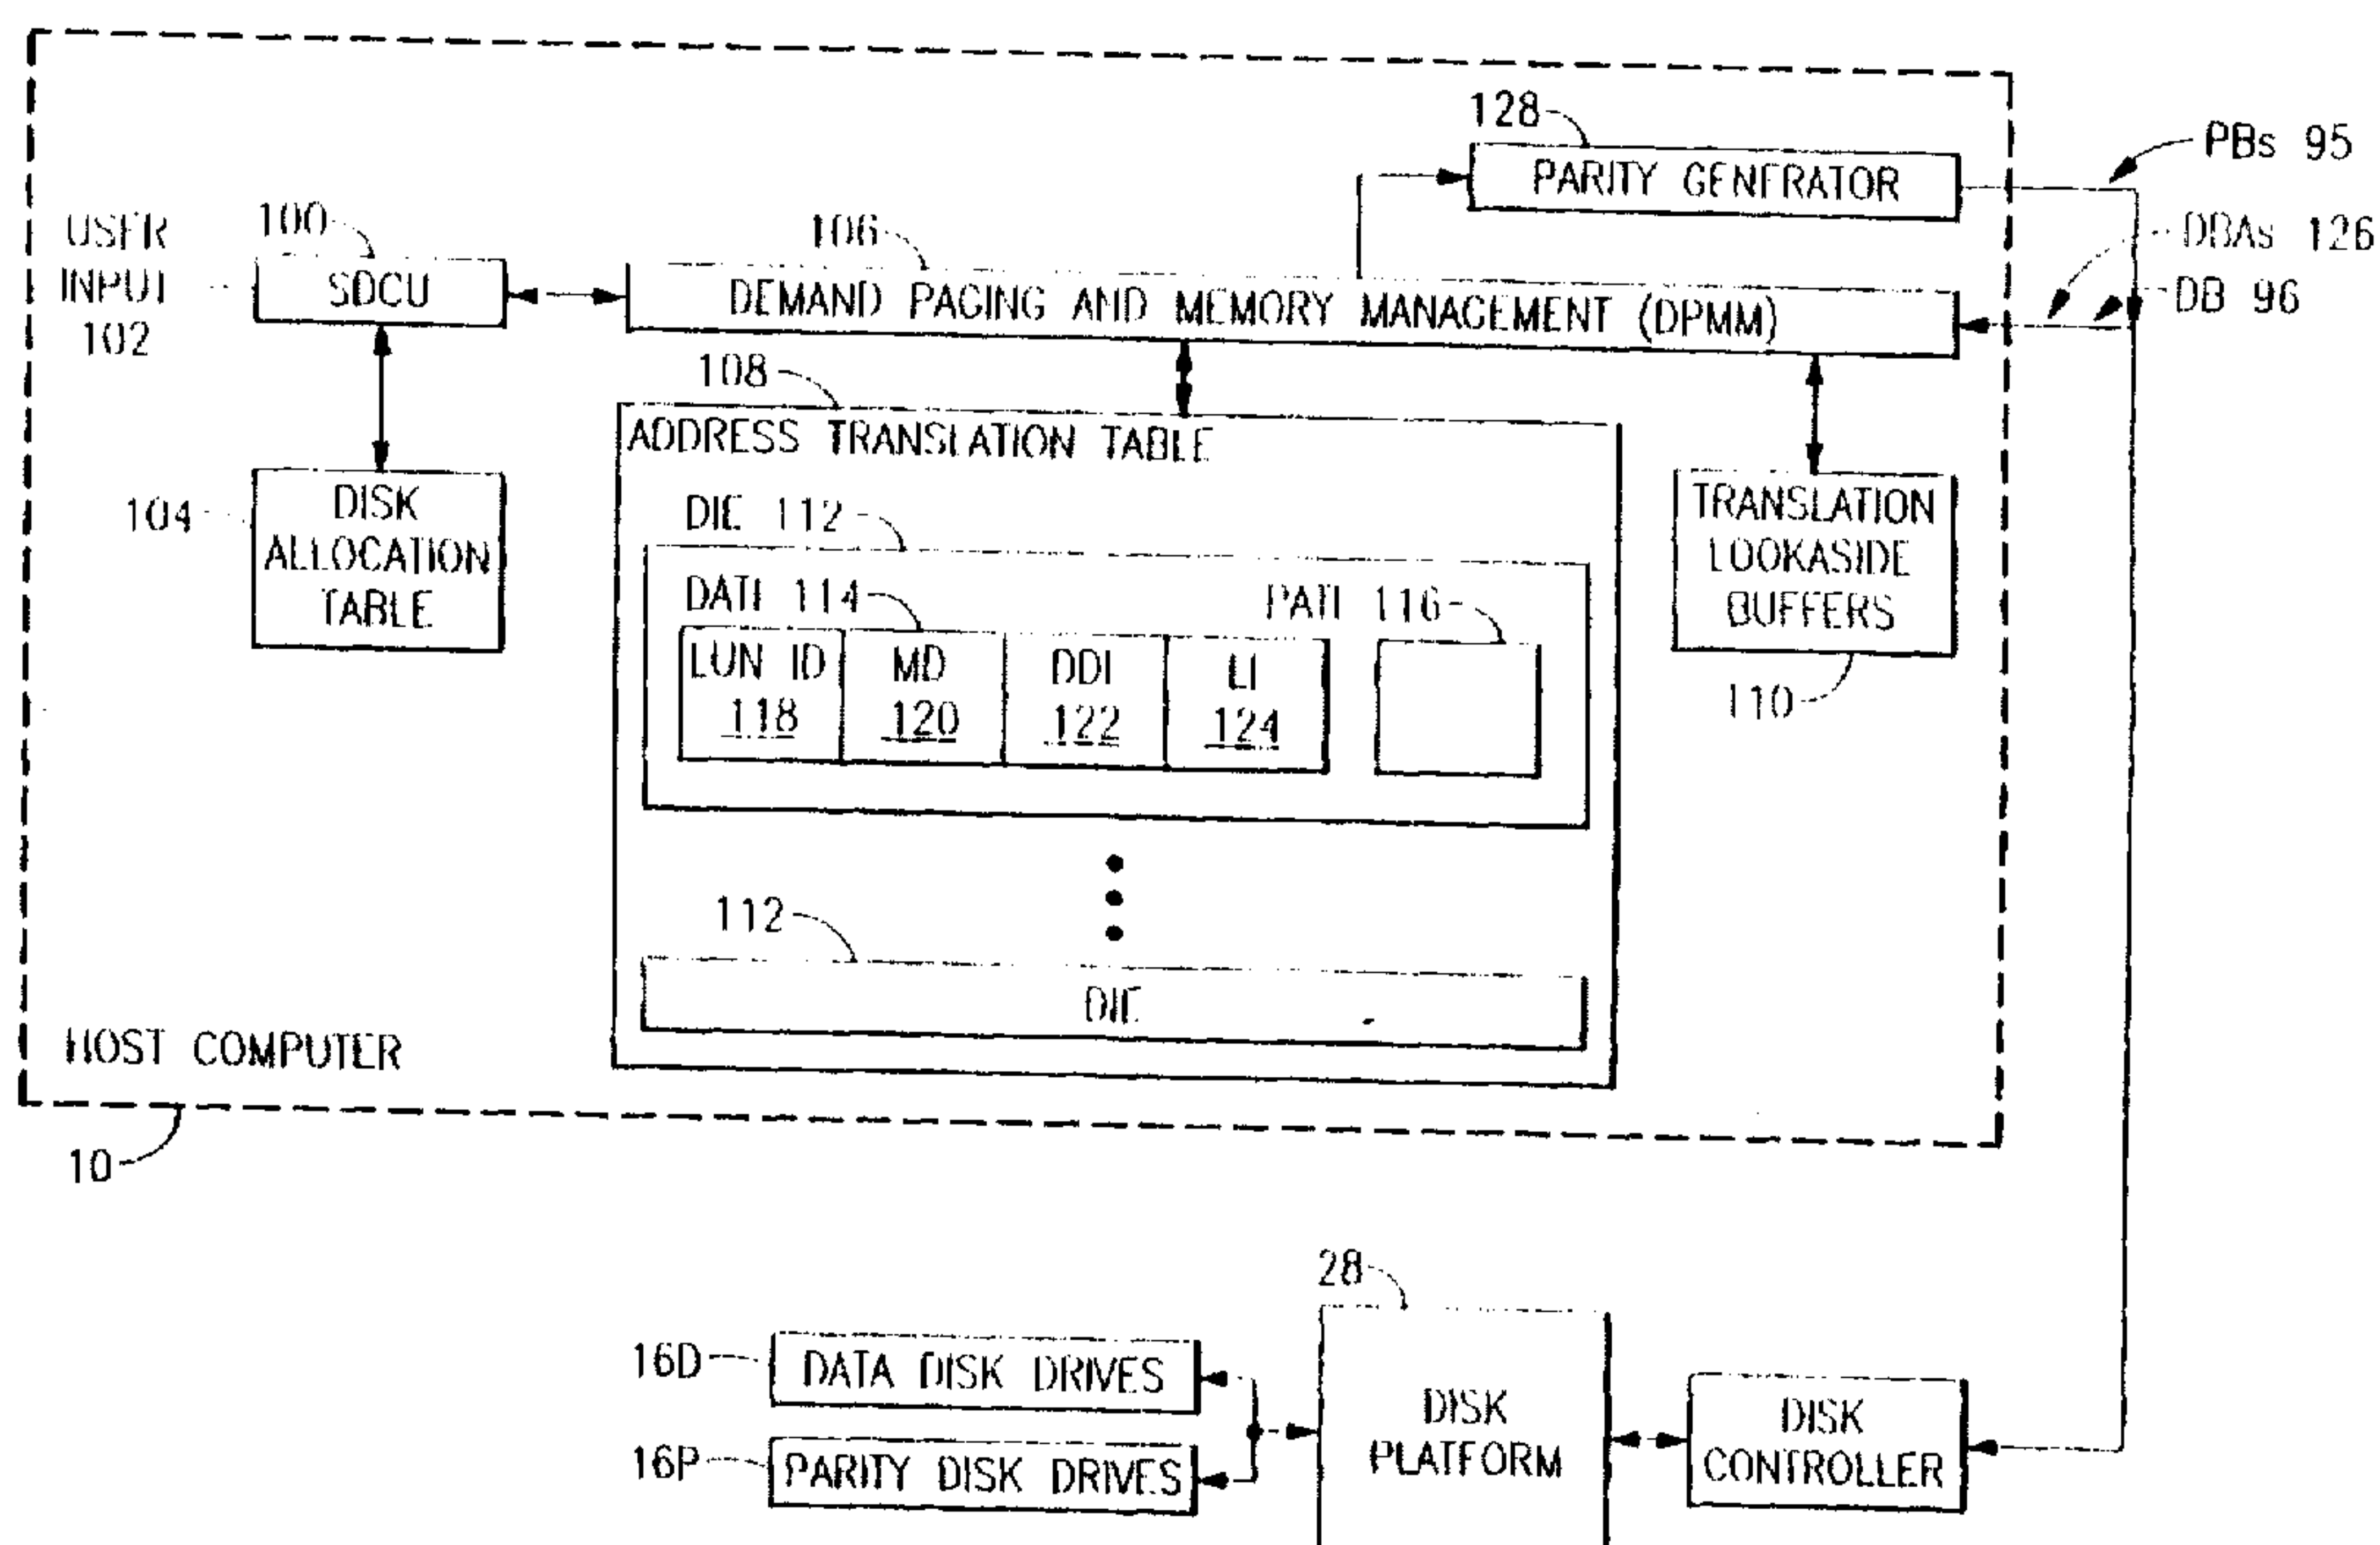 128
PBs 95
PARITY GENERATOR
DBAs 126
DB 96
USER
INPUT
102
100
SDCU
106
DEMAND PAGING AND MEMORY MANAGEMENT (DPMM)
104
DISK
ALLOCATION
TABLE
108
ADDRESS TRANSLATION TABLE
DIE 112
DATE 114
PATE 116
LUN ID
118
MD
120
DDI
122
LI
124
TRANSLATION
LOOKASIDE
BUFFERS
110
112
DIE
HOST COMPUTER
10
28
16D
DATA DISK DRIVES
16P
PARITY DISK DRIVES
DISK
PLATFORM
DISK
CONTROLLER